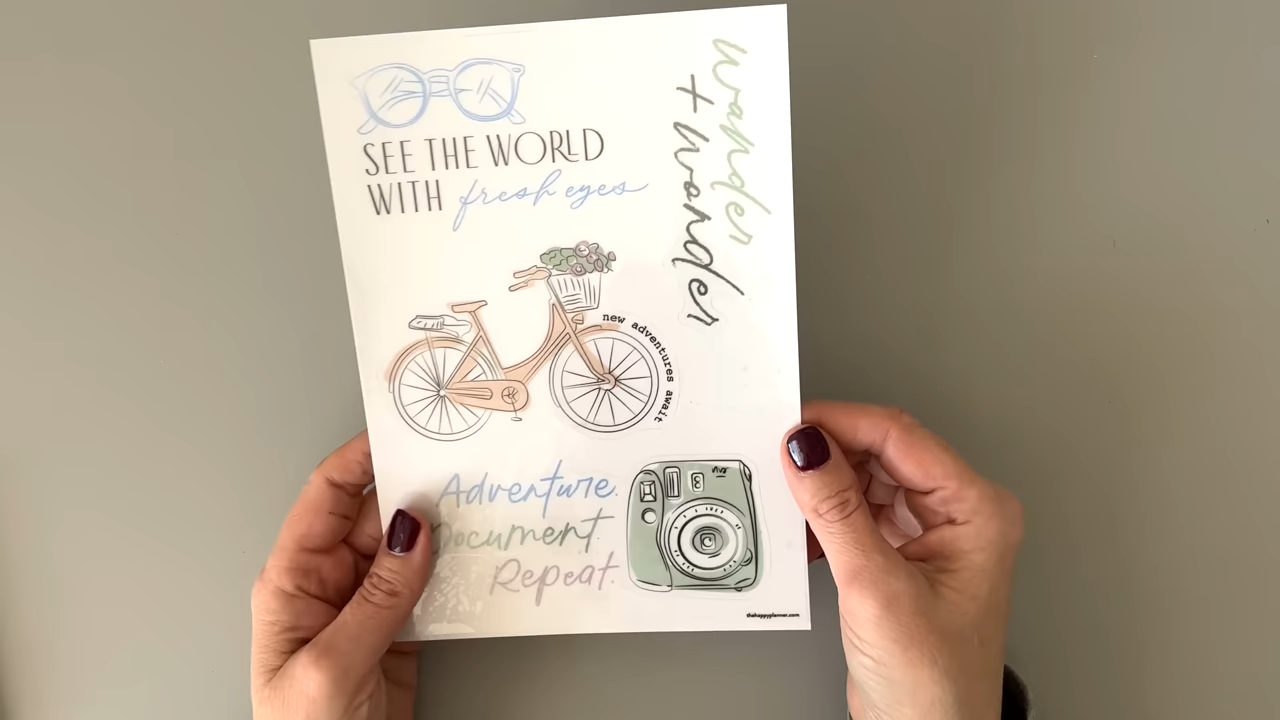 SEE THE WORLD
WITH fresh eyes
wander
+ wonder
new adventures await
Adventure.
Document.
Repeat.
thehappyplanner.com